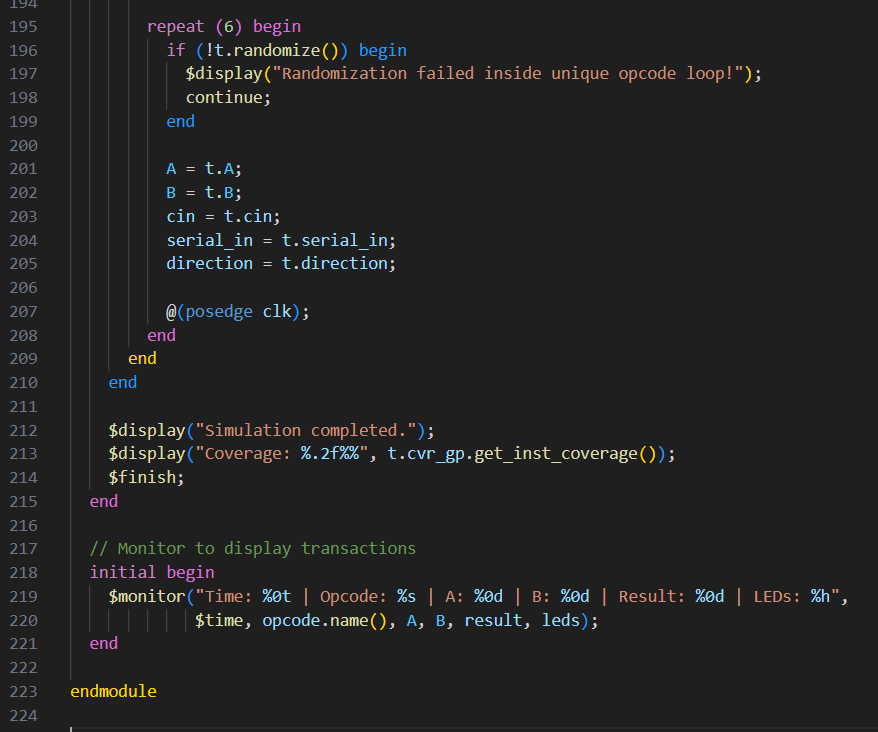 194
195 repeat (6) begin
196 if (!t.randomize()) begin
197 $display("Randomization failed inside unique opcode loop!");
198 continue;
199 end
200
201 A = t.A;
202 B = t.B;
203 cin = t.cin;
204 serial_in = t.serial_in;
205 direction = t.direction;
206
207 @(posedge clk);
208 end
209 end
210 end
211
212 $display("Simulation completed.");
213 $display("Coverage: %.2f%%", t.cvr_gp.get_inst_coverage());
214 $finish;
215 end
216
217 // Monitor to display transactions
218 initial begin
219 $monitor("Time: %0t | Opcode: %s | A: %0d | B: %0d | Result: %0d | LEDs: %h",
220 $time, opcode.name(), A, B, result, leds);
221 end
222
223 endmodule
224